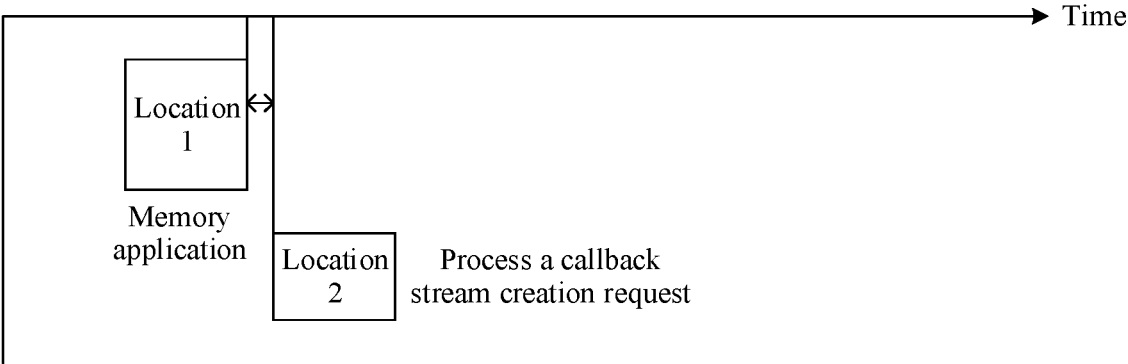 Time
Location
1
Memory
application
Location
2
Process a callback
stream creation request